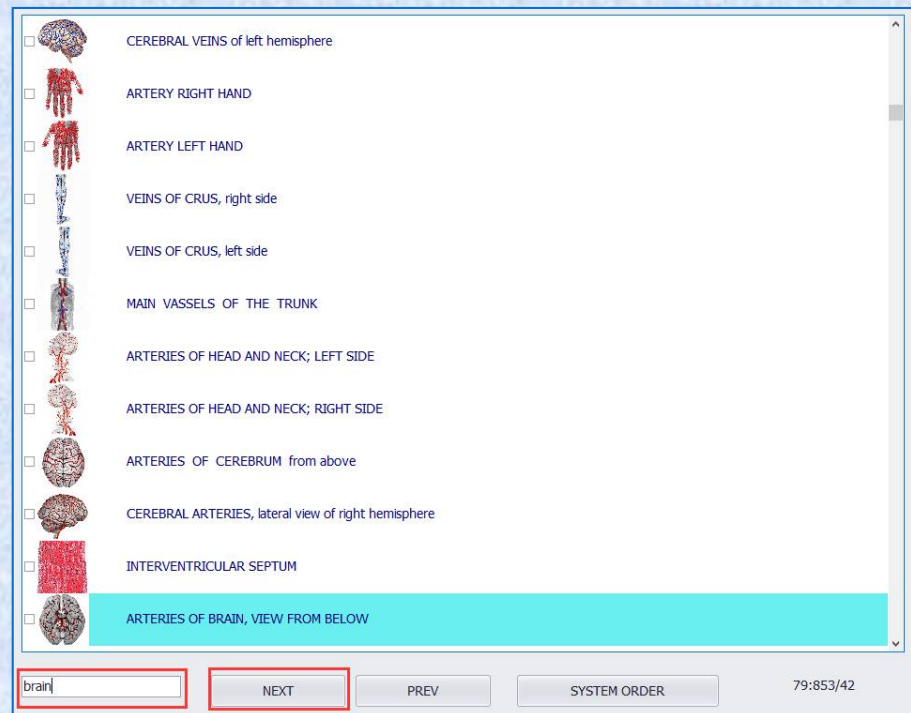 CEREBRAL VEINS of left hemisphere
ARTERY RIGHT HAND
ARTERY LEFT HAND
VEINS OF CRUS, right side
VEINS OF CRUS, left side
MAIN VASSELS OF THE TRUNK
ARTERIES OF HEAD AND NECK; LEFT SIDE
ARTERIES OF HEAD AND NECK; RIGHT SIDE
ARTERIES OF CEREBRUM from above
CEREBRAL ARTERIES, lateral view of right hemisphere
INTERVENTRICULAR SEPTUM
ARTERIES OF BRAIN, VIEW FROM BELOW
brain NEXT PREV SYSTEM ORDER 79:853/42